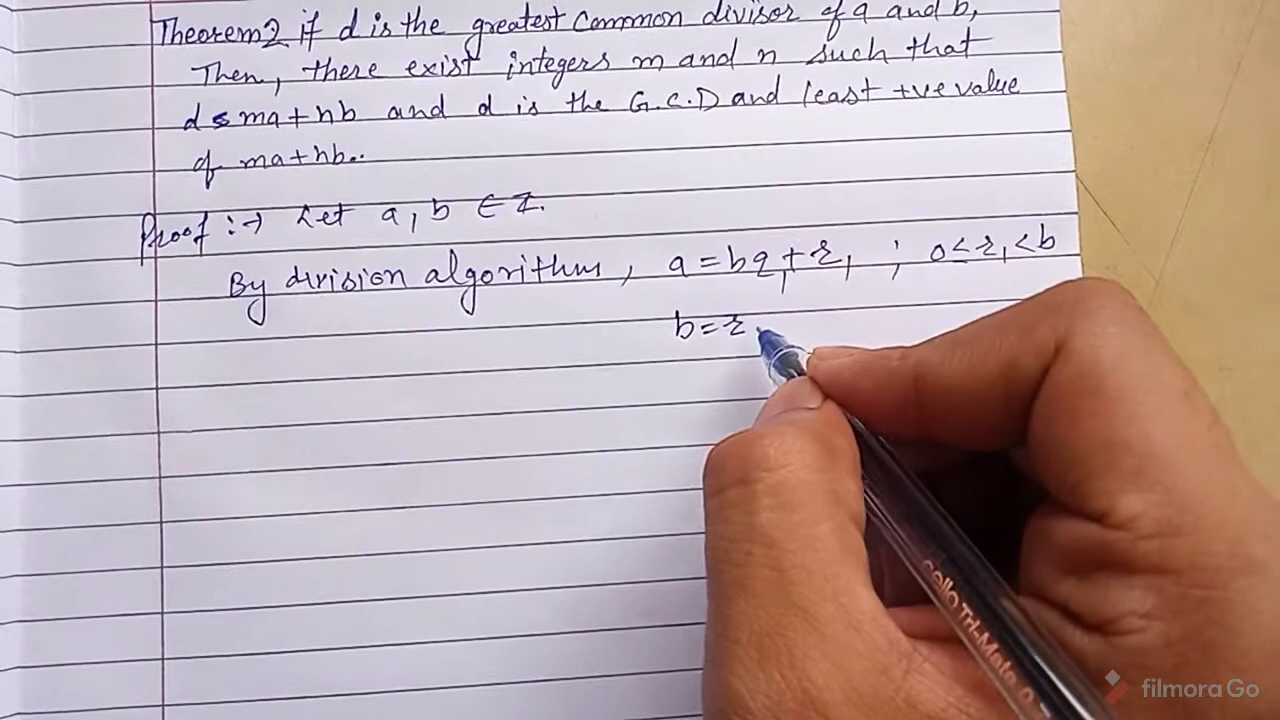 Theorem 2 if d is the greatest common divisor of a and b,
Then, there exist integers m and n such that
d = ma + nb and d is the G.C.D and least +ve value
of ma + nb..
Proof :→ Let a, b ∈ Z.
By division algorithm, a = bq₁ + r₁ ; 0 ≤ r₁ < b
b = r
cello Tri-Mate
filmora Go